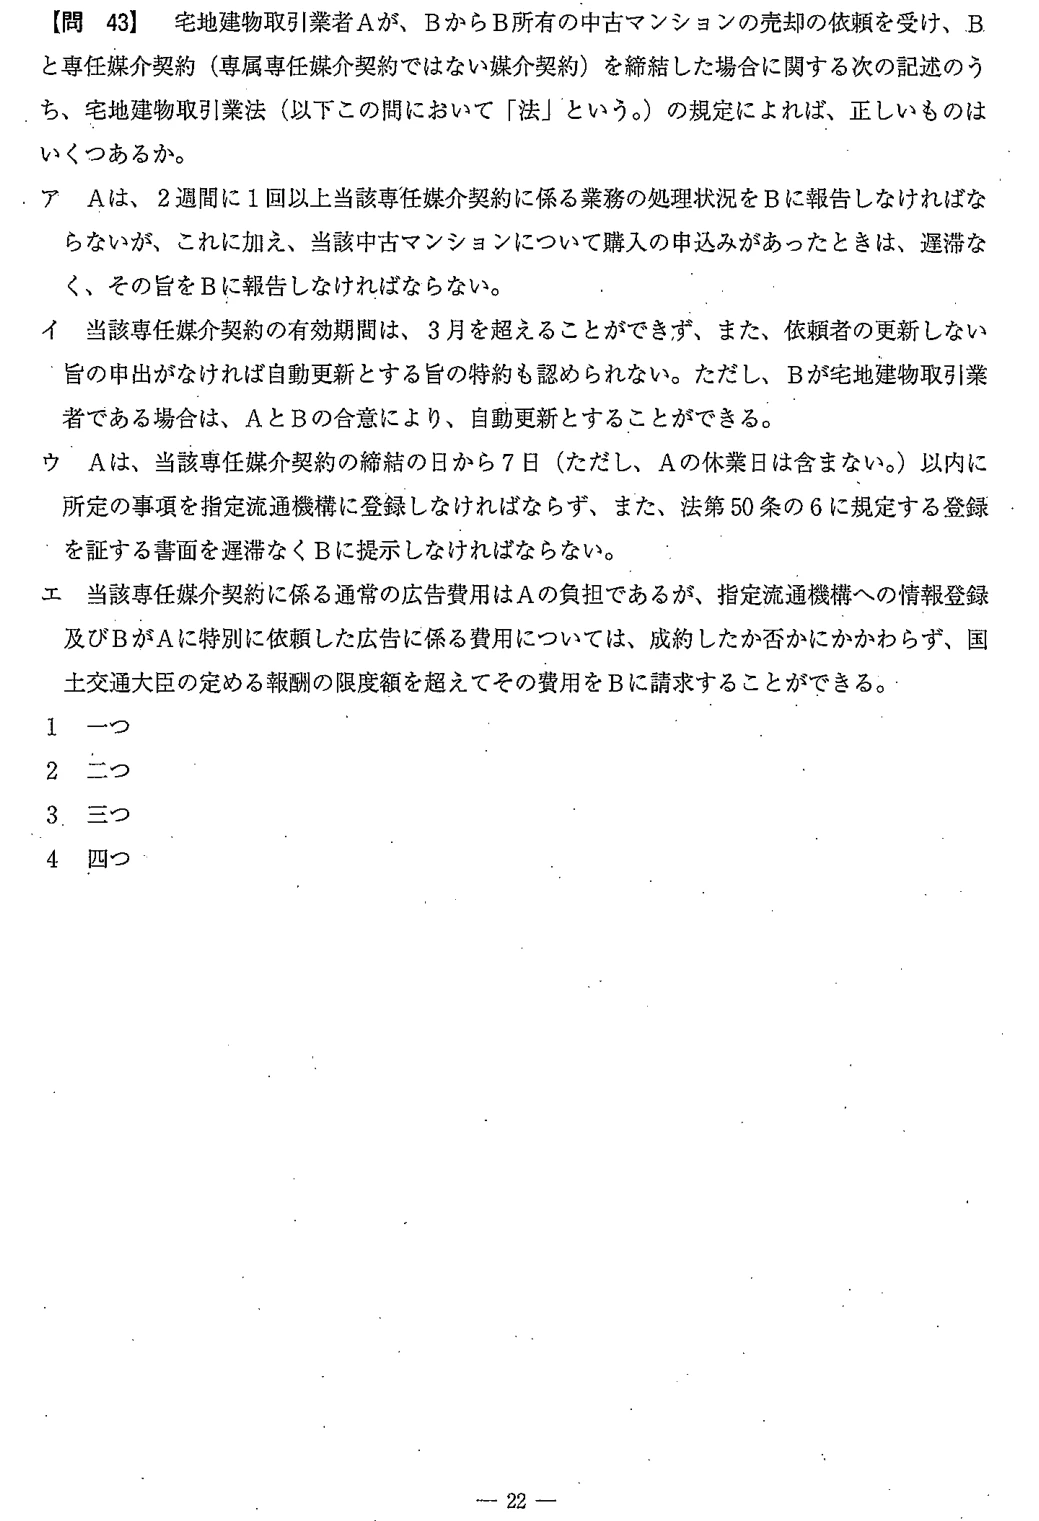 【問 43】 宅地建物取引業者Aが、BからB所有の中古マンションの売却の依頼を受け、B
と専任媒介契約（専属専任媒介契約ではない媒介契約）を締結した場合に関する次の記述のう
ち、宅地建物取引業法（以下この問において「法」という。）の規定によれば、正しいものは
いくつあるか。
ア Aは、2週間に1回以上当該専任媒介契約に係る業務の処理状況をBに報告しなければな
らないが、これに加え、当該中古マンションについて購入の申込みがあったときは、遅滞な
く、その旨をBに報告しなければならない。
イ 当該専任媒介契約の有効期間は、3月を超えることができず、また、依頼者の更新しない
旨の申出がなければ自動更新とする旨の特約も認められない。ただし、Bが宅地建物取引業
者である場合は、AとBの合意により、自動更新とすることができる。
ウ Aは、当該専任媒介契約の締結の日から7日（ただし、Aの休業日は含まない。）以内に
所定の事項を指定流通機構に登録しなければならず、また、法第50条の6に規定する登録
を証する書面を遅滞なくBに提示しなければならない。
エ 当該専任媒介契約に係る通常の広告費用はAの負担であるが、指定流通機構への情報登録
及びBがAに特別に依頼した広告に係る費用については、成約したか否かにかかわらず、国
土交通大臣の定める報酬の限度額を超えてその費用をBに請求することができる。
1 一つ
2 二つ
3 三つ
4 四つ
― 22 ―